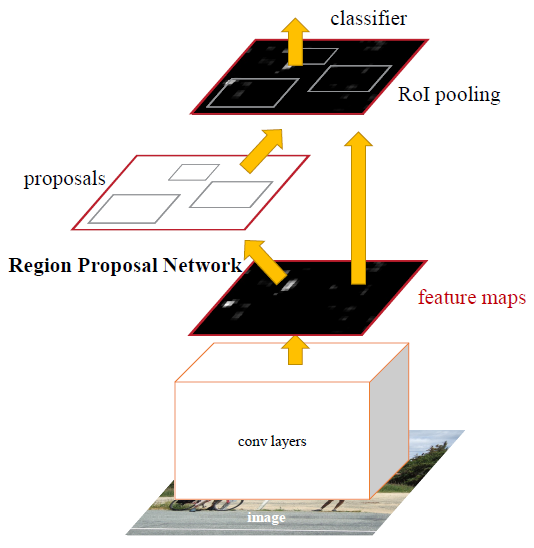 classifier
RoI pooling
proposals
Region Proposal Network
feature maps
conv layers
image